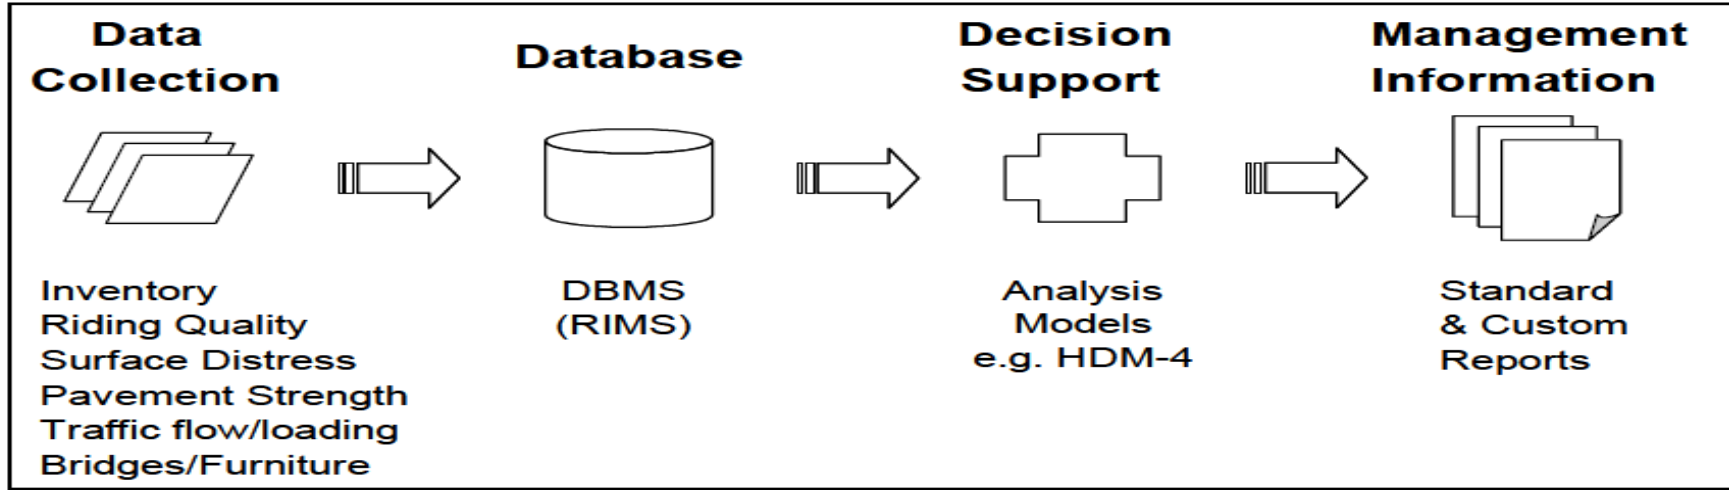 Data
Collection
Database
Decision
Support
Management
Information
Inventory
Riding Quality
Surface Distress
Pavement Strength
Traffic flow/loading
Bridges/Furniture
DBMS
(RIMS)
Analysis
Models
e.g. HDM-4
Standard
& Custom
Reports